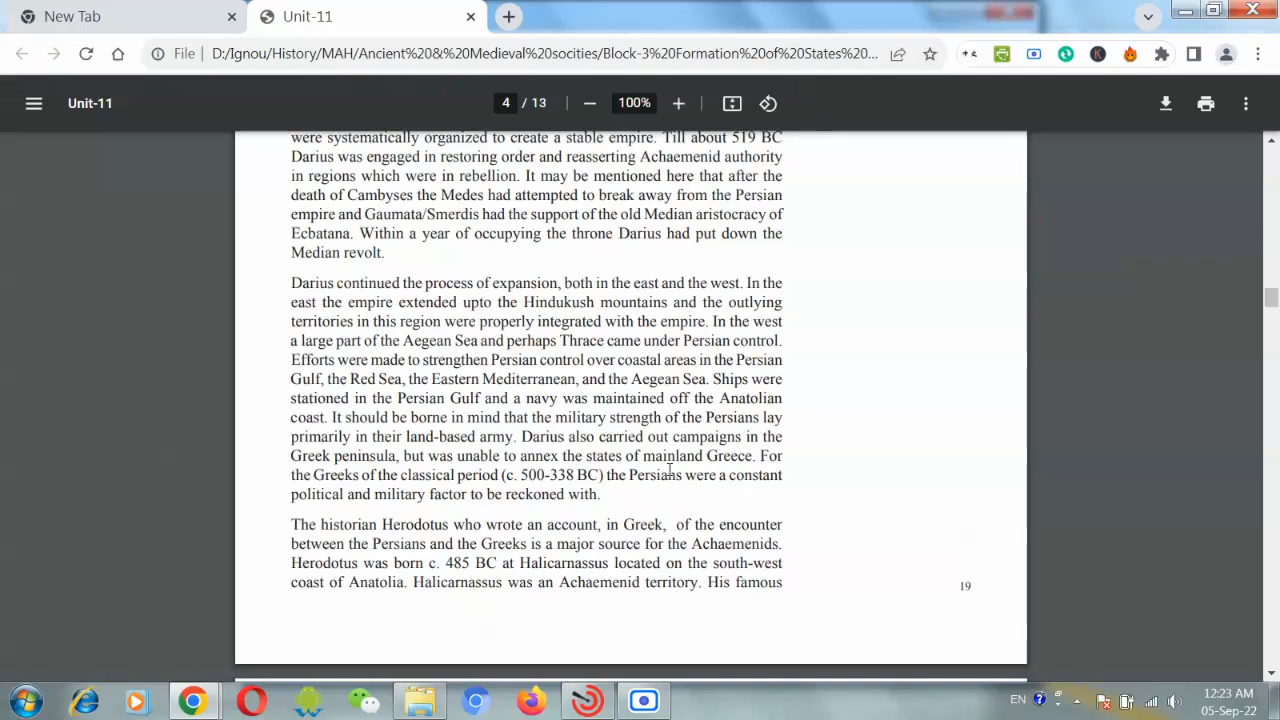 New Tab
Unit-11
File
D:/Ignou/History/MAH/Ancient%20&%20Medieval%20socities/Block-3%20Formation%20of%20States%20...
Unit-11
4 / 13
100%
were systematically organized to create a stable empire. Till about 519 BC
Darius was engaged in restoring order and reasserting Achaemenid authority
in regions which were in rebellion. It may be mentioned here that after the
death of Cambyses the Medes had attempted to break away from the Persian
empire and Gaumata/Smerdis had the support of the old Median aristocracy of
Ecbatana. Within a year of occupying the throne Darius had put down the
Median revolt.
Darius continued the process of expansion, both in the east and the west. In the
east the empire extended upto the Hindukush mountains and the outlying
territories in this region were properly integrated with the empire. In the west
a large part of the Aegean Sea and perhaps Thrace came under Persian control.
Efforts were made to strengthen Persian control over coastal areas in the Persian
Gulf, the Red Sea, the Eastern Mediterranean, and the Aegean Sea. Ships were
stationed in the Persian Gulf and a navy was maintained off the Anatolian
coast. It should be borne in mind that the military strength of the Persians lay
primarily in their land-based army. Darius also carried out campaigns in the
Greek peninsula, but was unable to annex the states of mainland Greece. For
the Greeks of the classical period (c. 500-338 BC) the Persians were a constant
political and military factor to be reckoned with.
The historian Herodotus who wrote an account, in Greek, of the encounter
between the Persians and the Greeks is a major source for the Achaemenids.
Herodotus was born c. 485 BC at Halicarnassus located on the south-west
coast of Anatolia. Halicarnassus was an Achaemenid territory. His famous
19
EN
12:23 AM
05-Sep-22